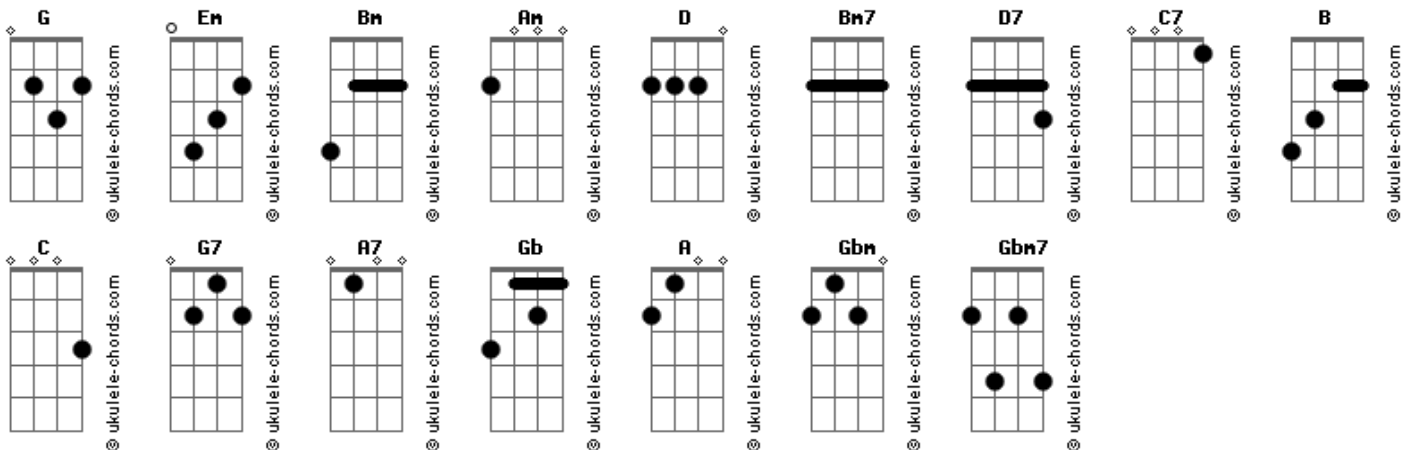 G Em Bm Am D Bm7 D7 C7 B
© ukulele-chords.com © ukulele-chords.com © ukulele-chords.com © ukulele-chords.com © ukulele-chords.com © ukulele-chords.com © ukulele-chords.com © ukulele-chords.com © ukulele-chords.com
C G7 A7 Gb A Gbm Gbm7
© ukulele-chords.com © ukulele-chords.com © ukulele-chords.com © ukulele-chords.com © ukulele-chords.com © ukulele-chords.com © ukulele-chords.com